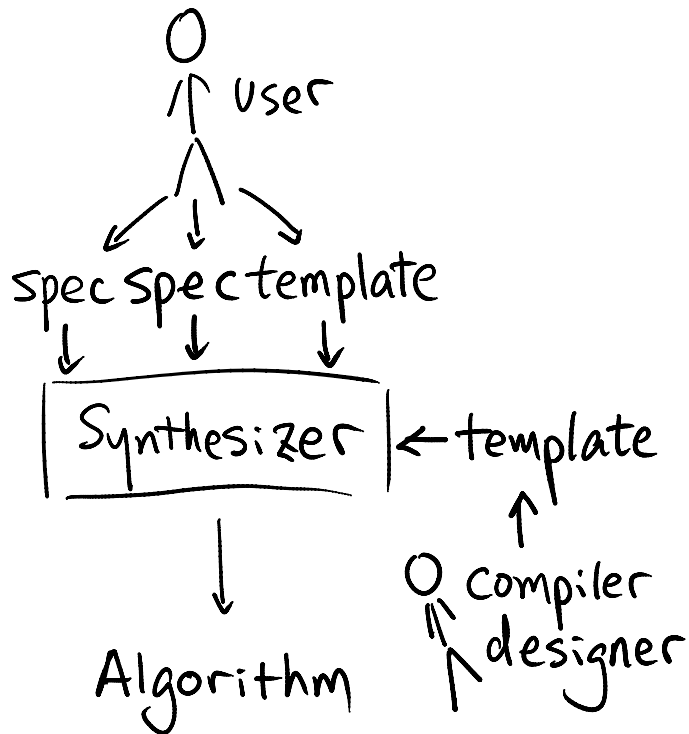 user
spec spec template
Synthesizer
template
compiler
designer
Algorithm